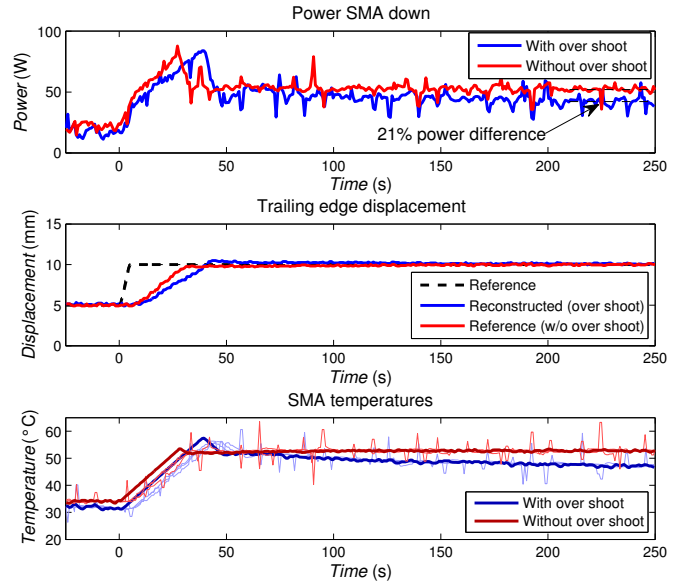 Power SMA down
Power (W)
100
50
0
With over shoot
Without over shoot
21% power difference
0 50 100 150 200 250
Time (s)
Trailing edge displacement
Displacement (mm)
15
10
5
0
Reference
Reconstructed (over shoot)
Reference (w/o over shoot)
0 50 100 150 200 250
Time (s)
SMA temperatures
Temperature (° C)
60
50
40
30
20
With over shoot
Without over shoot
0 50 100 150 200 250
Time (s)